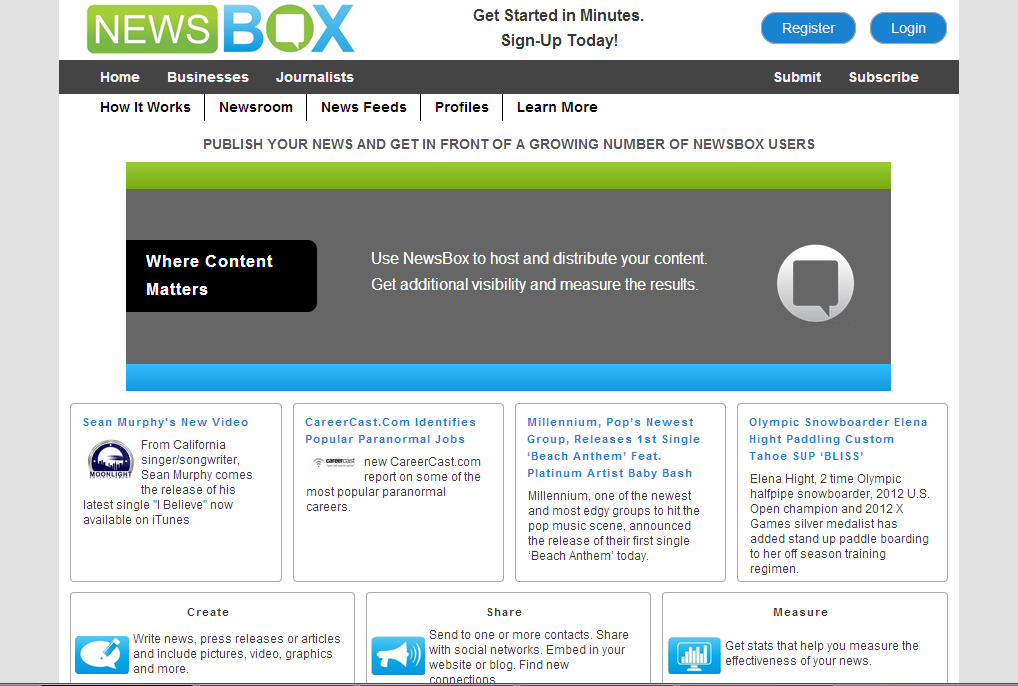 NEWSBOX
Get Started in Minutes.
Sign-Up Today!
Register
Login
Home
Businesses
Journalists
Submit
Subscribe
How It Works
Newsroom
News Feeds
Profiles
Learn More
PUBLISH YOUR NEWS AND GET IN FRONT OF A GROWING NUMBER OF NEWSBOX USERS
Where Content
Matters
Use NewsBox to host and distribute your content.
Get additional visibility and measure the results.
Sean Murphy's New Video
MOONLIGHT
From California
singer/songwriter,
Sean Murphy comes
the release of his
latest single "I Believe" now
available on iTunes
CareerCast.Com Identifies
Popular Paranormal Jobs
careercast
new CareerCast.com
report on some of the
most popular paranormal
careers.
Millennium, Pop's Newest
Group, Releases 1st Single
‘Beach Anthem’ Feat.
Platinum Artist Baby Bash
Millennium, one of the newest
and most edgy groups to hit the
pop music scene, announced
the release of their first single
‘Beach Anthem’ today.
Olympic Snowboarder Elena
Hight Paddling Custom
Tahoe SUP ‘BLISS’
Elena Hight, 2 time Olympic
halfpipe snowboarder, 2012 U.S.
Open champion and 2012 X
Games silver medalist has
added stand up paddle boarding
to her off season training
regimen.
Create
Write news, press releases or articles
and include pictures, video, graphics
and more.
Share
Send to one or more contacts. Share
with social networks. Embed in your
website or blog. Find new
connections.
Measure
Get stats that help you measure the
effectiveness of your news.